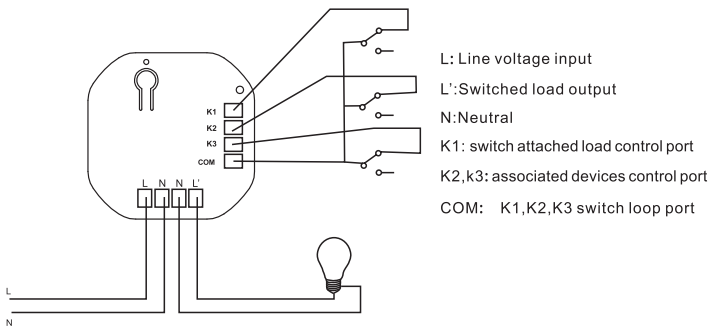 K1
K2
K3
COM
L N N L'
L
N
L: Line voltage input
L':Switched load output
N:Neutral
K1: switch attached load control port
K2,k3: associated devices control port
COM: K1,K2,K3 switch loop port